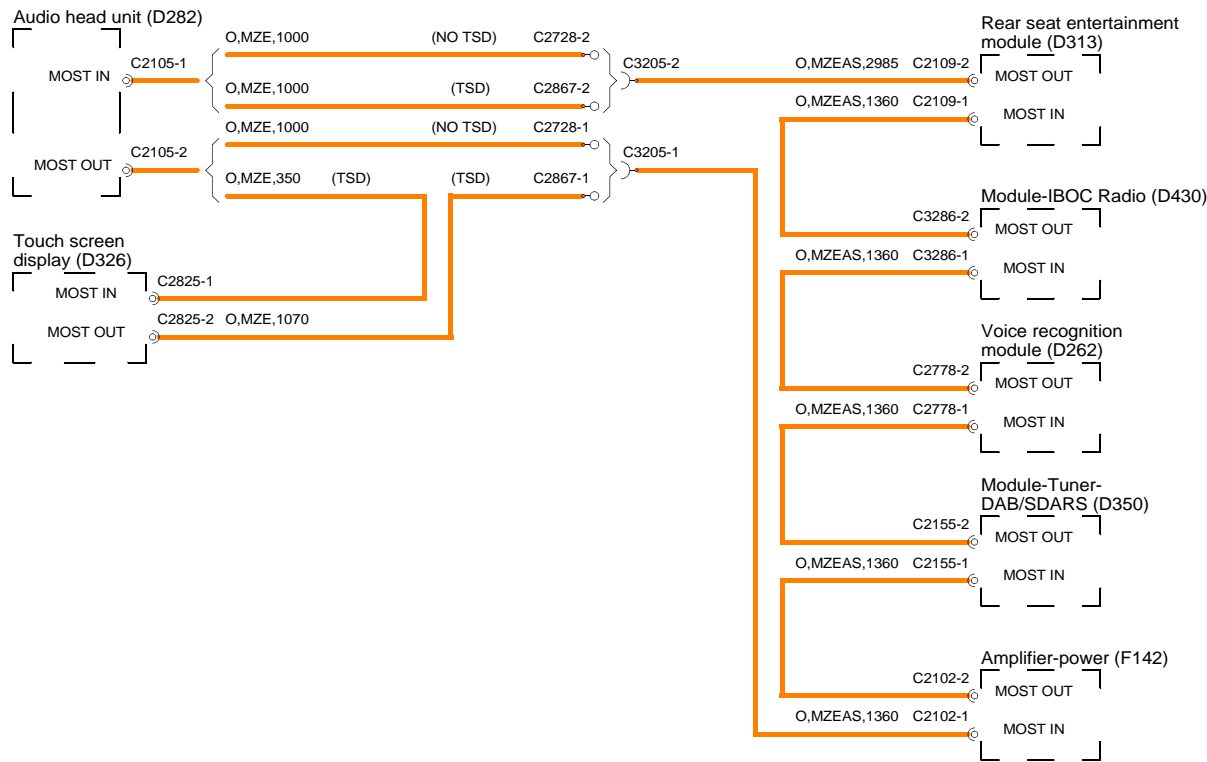 Audio head unit (D282)
MOST IN
C2105-1
O,MZE,1000 (NO TSD) C2728-2
O,MZE,1000 (TSD) C2867-2
C3205-2
MOST OUT
C2105-2
O,MZE,1000 (NO TSD) C2728-1
O,MZE,350 (TSD) (TSD) C2867-1
C3205-1
Touch screen
display (D326)
MOST IN
C2825-1
MOST OUT
C2825-2 O,MZE,1070
Rear seat entertainment
module (D313)
O,MZEAS,2985 C2109-2
MOST OUT
O,MZEAS,1360 C2109-1
MOST IN
Module-IBOC Radio (D430)
C3286-2
MOST OUT
O,MZEAS,1360 C3286-1
MOST IN
Voice recognition
module (D262)
C2778-2
MOST OUT
O,MZEAS,1360 C2778-1
MOST IN
Module-Tuner-
DAB/SDARS (D350)
C2155-2
MOST OUT
O,MZEAS,1360 C2155-1
MOST IN
Amplifier-power (F142)
C2102-2
MOST OUT
O,MZEAS,1360 C2102-1
MOST IN